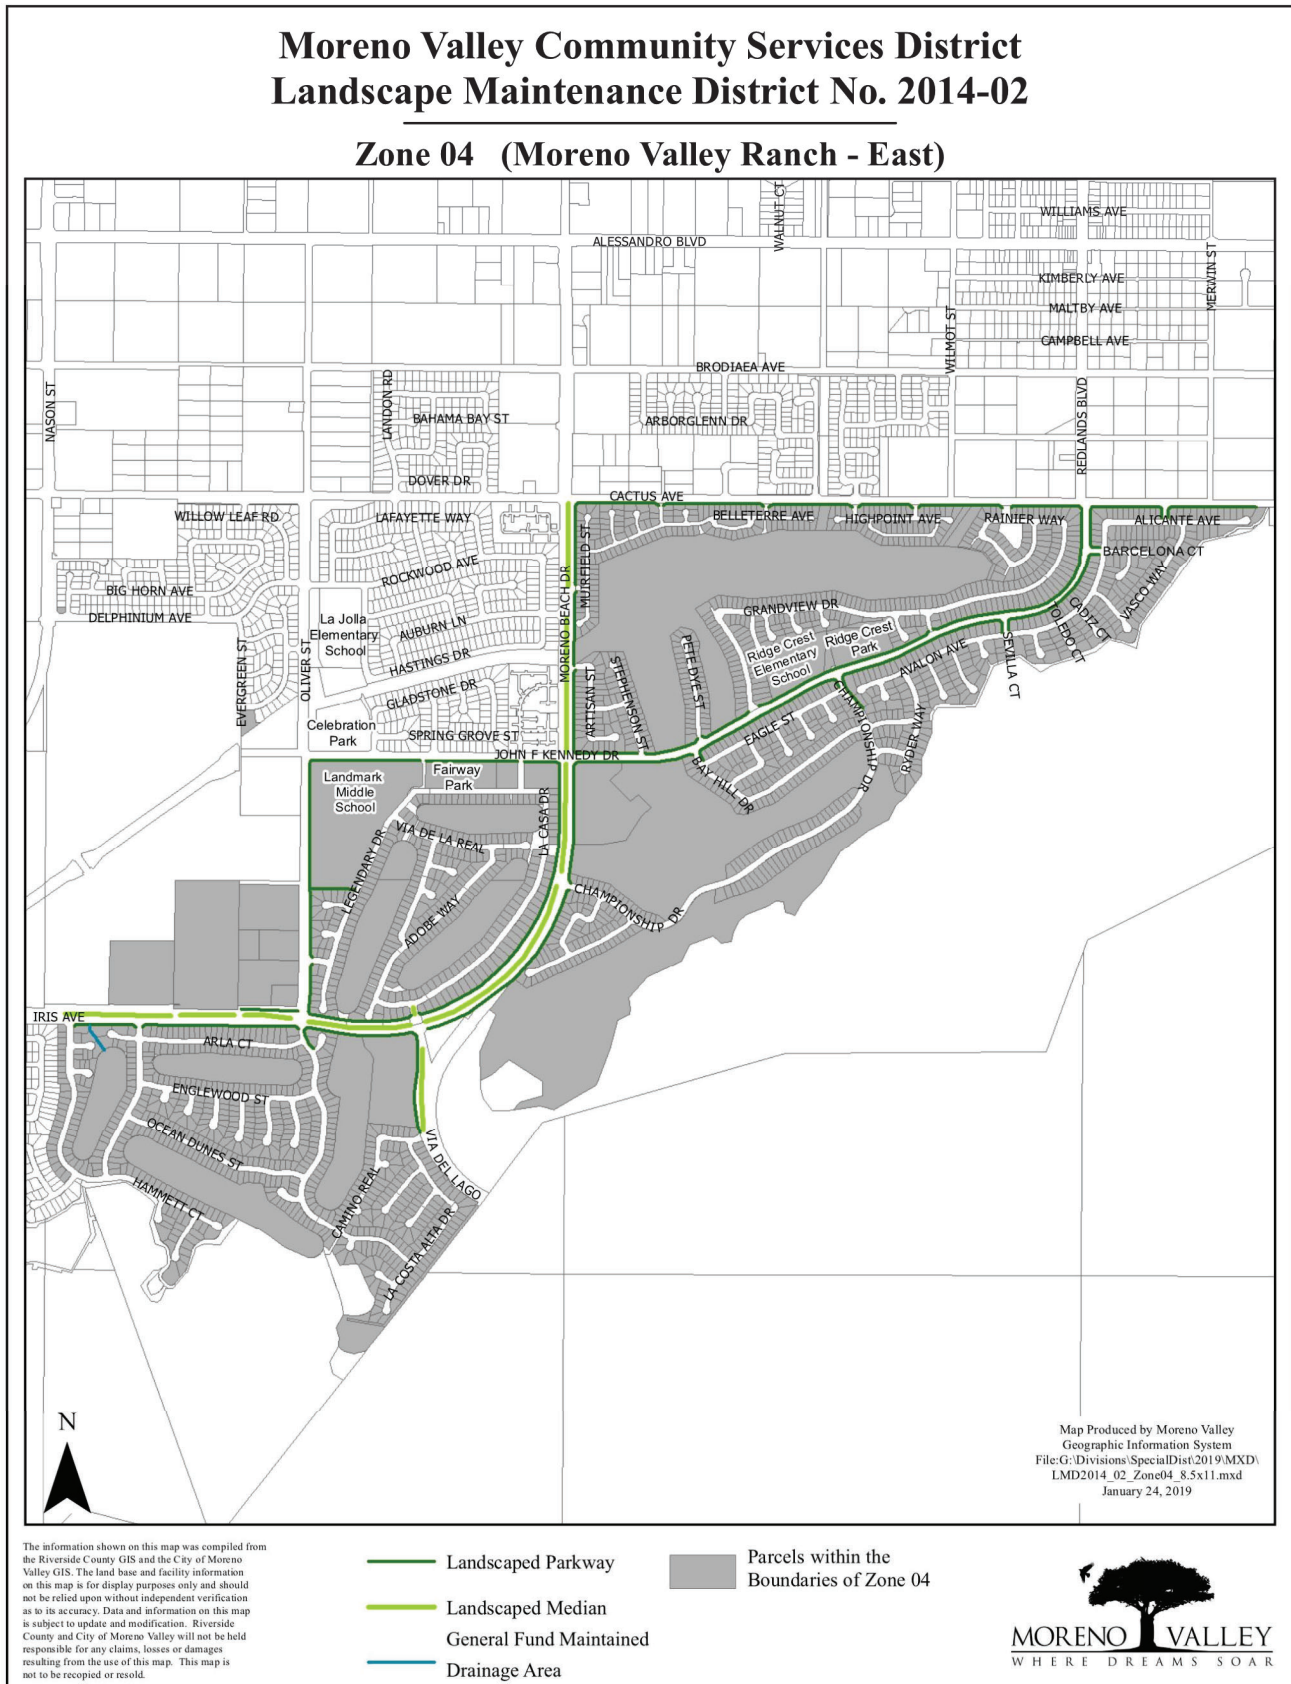 Moreno Valley Community Services District
Landscape Maintenance District No. 2014-02
Zone 04 (Moreno Valley Ranch - East)
WALNUT CT
WILLIAMS AVE
ALESSANDRO BLVD
MERWIN ST
KIMBERLY AVE
MALTBY AVE
WILMOT ST
CAMPBELL AVE
BRODIAEA AVE
NASON ST
LANDON RD
REDLANDS BLVD
BAHAMA BAY ST
ARBORGLENN DR
DOVER DR
CACTUS AVE
WILLOW LEAF RD
LAFAYETTE WAY
BELLETERRE AVE
HIGHPOINT AVE
RAINIER WAY
ALICANTE AVE
MUIRFIELD ST
BARCELONA CT
ROCKWOOD AVE
BIG HORN AVE
VASCO WAY
DELPHINIUM AVE
GRANDVIEW DR
CADIZ CT
TOLEDO CT
La Jolla
Elementary
School
AUBURN LN
MORENO BEACH DR
HASTINGS DR
EVERGREEN ST
OLIVER ST
PETE DYE ST
Ridge Crest
Elementary
School
Ridge Crest
Park
SEVILLA CT
AVALON AVE
STEPHENSON ST
ARTISAN ST
GLADSTONE DR
CHAMPIONSHIP DR
EAGLE ST
RYDER WAY
Celebration
Park
SPRING GROVE ST
JOHN F KENNEDY DR
BAY HILL DR
Landmark
Middle
School
Fairway
Park
LA CASA DR
VIA DE LA REAL
LEGENDARY DR
ADOBE WAY
CHAMPIONSHIP DR
IRIS AVE
ARLA CT
ENGLEWOOD ST
OCEAN DUNES ST
HAMMETT CT
VIA DEL LAGO
CAMINO REAL
LA COSTA ALTA DR
N
Map Produced by Moreno Valley
Geographic Information System
File:G:\Divisions\SpecialDist\2019\MXD\
LMD2014_02_Zone04_8.5x11.mxd
January 24, 2019
The information shown on this map was compiled from
the Riverside County GIS and the City of Moreno
Valley GIS. The land base and facility information
on this map is for display purposes only and should
not be relied upon without independent verification
as to its accuracy. Data and information on this map
is subject to update and modification. Riverside
County and City of Moreno Valley will not be held
responsible for any claims, losses or damages
resulting from the use of this map. This map is
not to be recopied or resold.
Landscaped Parkway
Landscaped Median
General Fund Maintained
Drainage Area
Parcels within the
Boundaries of Zone 04
MORENO VALLEY
WHERE DREAMS SOAR